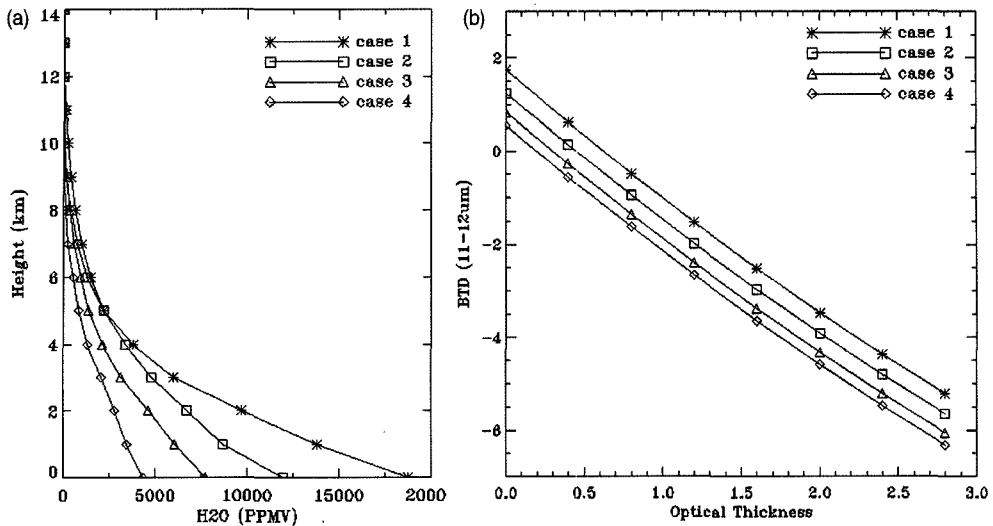 (a)
14
12
10
8
6
4
2
0
Height (km)
0
5000
10000
15000
20000
H2O (PPMV)
case 1
case 2
case 3
case 4
(b)
2
0
-2
-4
-6
BTD (11-12um)
0.0
0.5
1.0
1.5
2.0
2.5
3.0
Optical Thickness
case 1
case 2
case 3
case 4